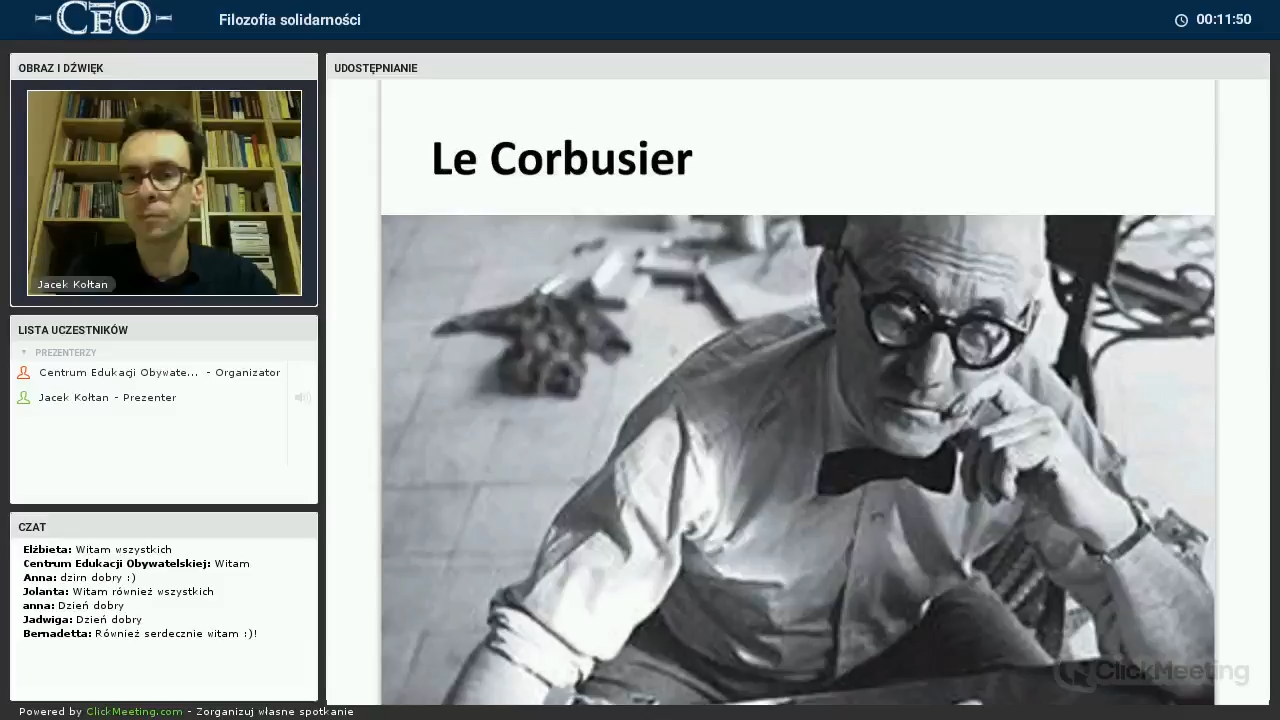 CEO
Filozofia solidarności
00:11:50
OBRAZ I DŹWIĘK
Jacek Kołtan
LISTA UCZESTNIKÓW
PREZENTERZY
Centrum Edukacji Obywate... - Organizator
Jacek Kołtan - Prezenter
CZAT
Elżbieta: Witam wszystkich
Centrum Edukacji Obywatelskiej: Witam
Anna: dzirn dobry :)
Jolanta: Witam również wszystkich
anna: Dzień dobry
Jadwiga: Dzień dobry
Bernadetta: Również serdecznie witam :)!
UDOSTĘPNIANIE
Le Corbusier
ClickMeeting
Powered by ClickMeeting.com - Zorganizuj własne spotkanie